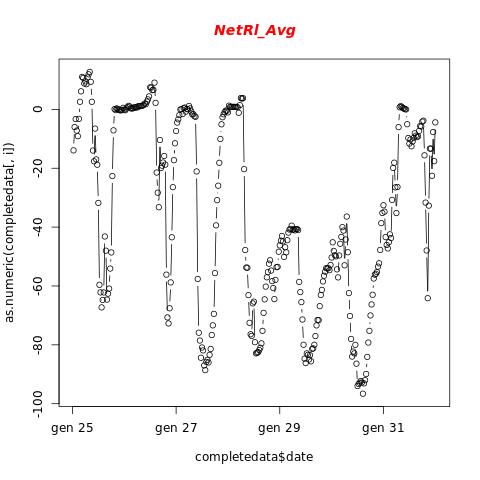 NetRl_Avg
as.numeric(completedata[, i])
0
-20
-40
-60
-80
-100
gen 25
gen 27
gen 29
gen 31
completedata$date